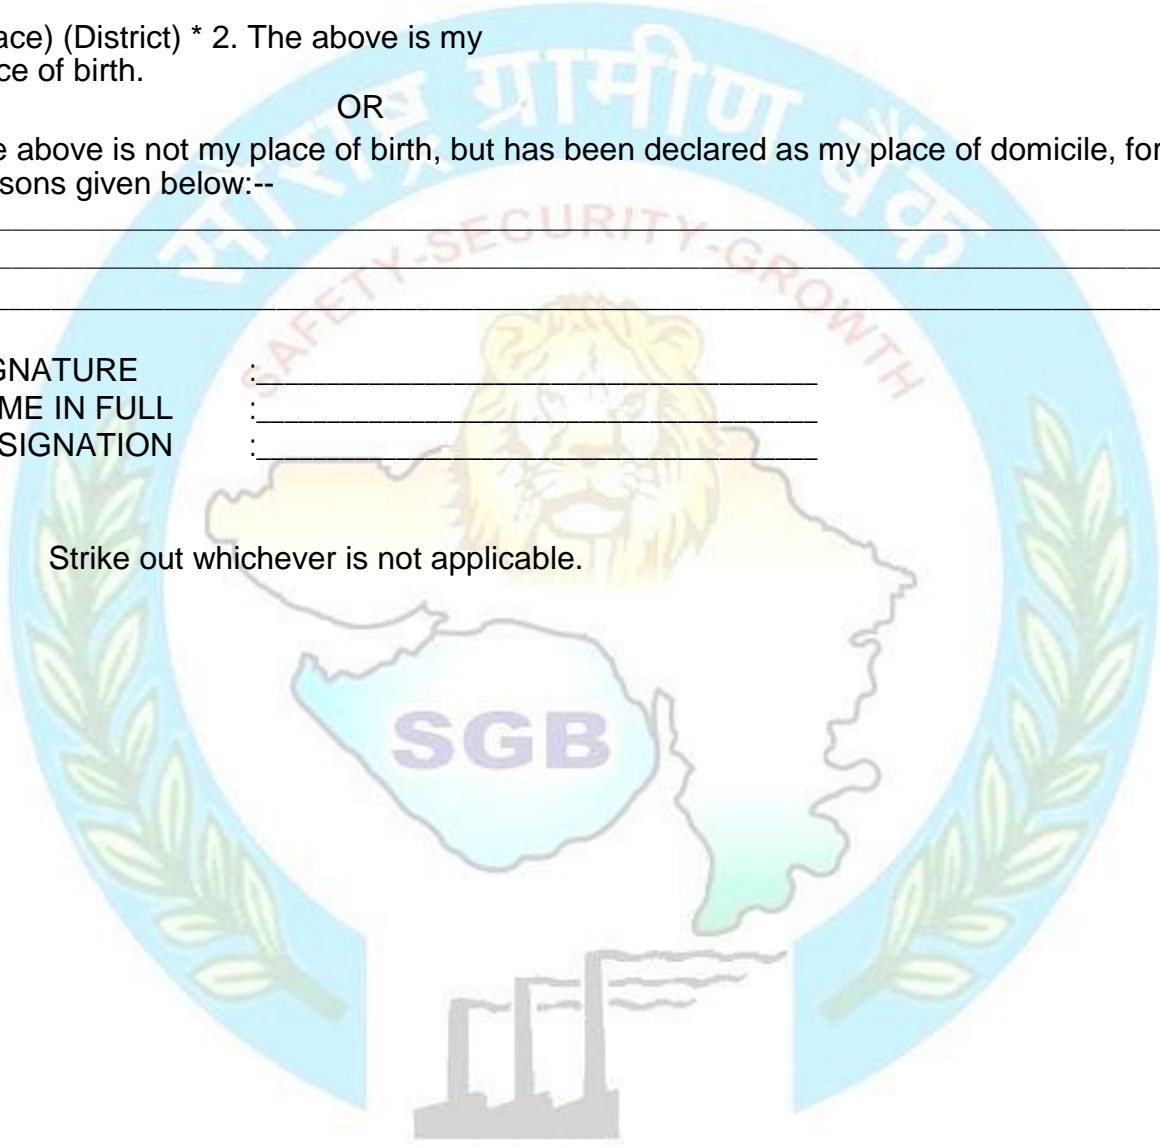 ace) (District) * 2. The above is my
ce of birth.
OR
e above is not my place of birth, but has been declared as my place of domicile, for
sons given below:--
GNATURE :
ME IN FULL :
SIGNATION :
Strike out whichever is not applicable.
सौराष्ट्र ग्रामीण बैंक
SAFETY-SECURITY-GROWTH
SGB